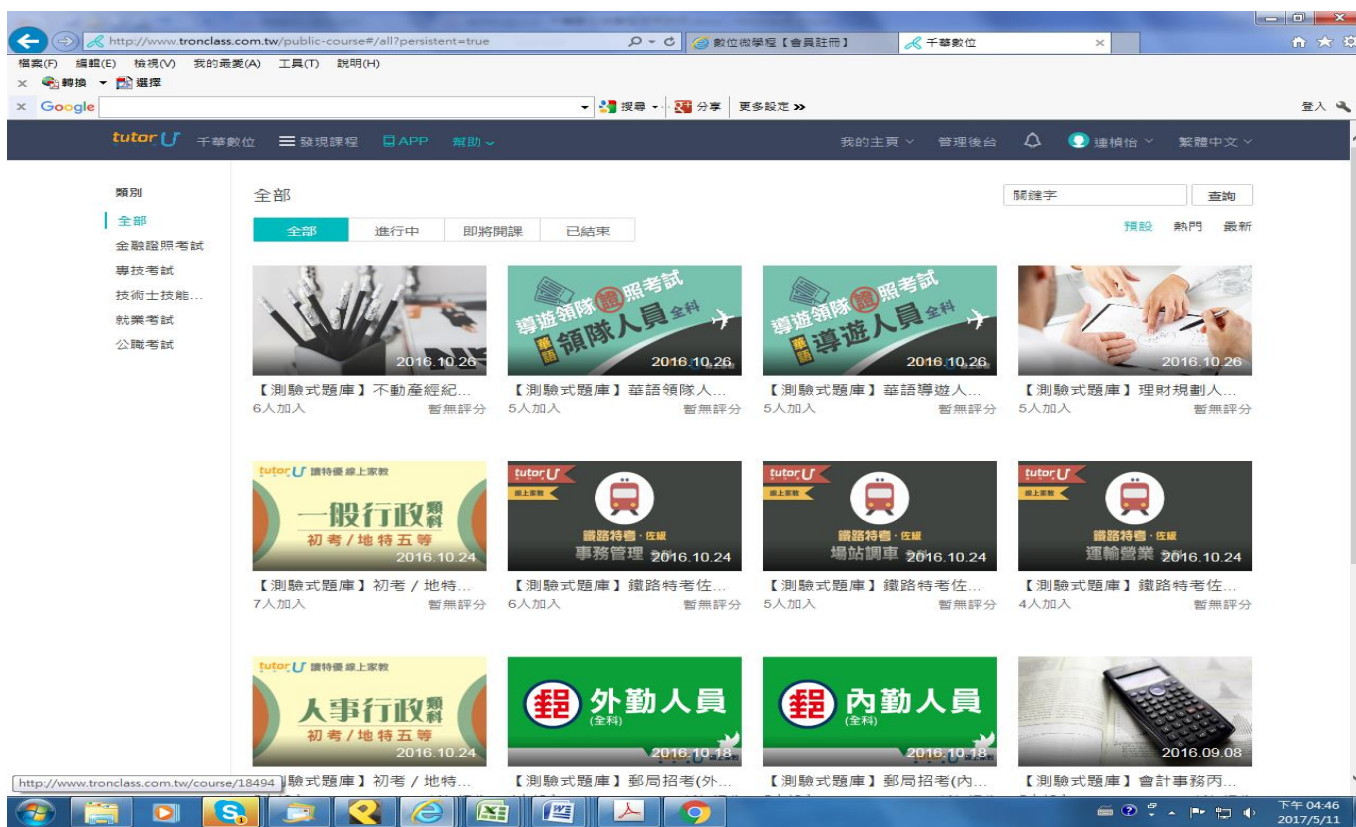 http://www.tronclass.com.tw/public-course#/all?persistent=true
數位微學程【會員註冊】
千華數位
檔案(F) 編輯(E) 檢視(V) 我的最愛(A) 工具(T) 說明(H)
轉換 選擇
Google 搜尋 分享 更多設定 登入
tutor U 千華數位 發現課程 APP 幫助 我的主頁 管理後台 連楨怡 繁體中文
類別
全部
金融證照考試
專技考試
技術士技能...
就業考試
公職考試
全部
關鍵字 查詢
全部 進行中 即將開課 已結束
預設 熱門 最新
2016.10.26
【測驗式題庫】不動產經紀...
6人加入 暫無評分
導遊領隊證照考試
華語領隊人員全科
2016.10.26
【測驗式題庫】華語領隊人...
5人加入 暫無評分
導遊領隊證照考試
華語導遊人員全科
2016.10.26
【測驗式題庫】華語導遊人...
5人加入 暫無評分
2016.10.26
【測驗式題庫】理財規劃人...
5人加入 暫無評分
tutor U 讀特優線上家教
一般行政類科
初考/地特五等
2016.10.24
【測驗式題庫】初考/地特...
7人加入 暫無評分
tutor U
線上家教
鐵路特考·佐級
事務管理
2016.10.24
【測驗式題庫】鐵路特考佐...
6人加入 暫無評分
tutor U
線上家教
鐵路特考·佐級
場站調車
2016.10.24
【測驗式題庫】鐵路特考佐...
5人加入 暫無評分
tutor U
線上家教
鐵路特考·佐級
運輸營業
2016.10.24
【測驗式題庫】鐵路特考佐...
4人加入 暫無評分
tutor U 讀特優線上家教
人事行政類科
初考/地特五等
2016.10.24
驗式題庫】初考/地特...
郵 外勤人員
(全科)
2016.10.18
【測驗式題庫】郵局招考(外...
郵 內勤人員
(全科)
2016.10.18
【測驗式題庫】郵局招考(內...
2016.09.08
【測驗式題庫】會計事務丙...
http://www.tronclass.com.tw/course/18494
下午 04:46
2017/5/11